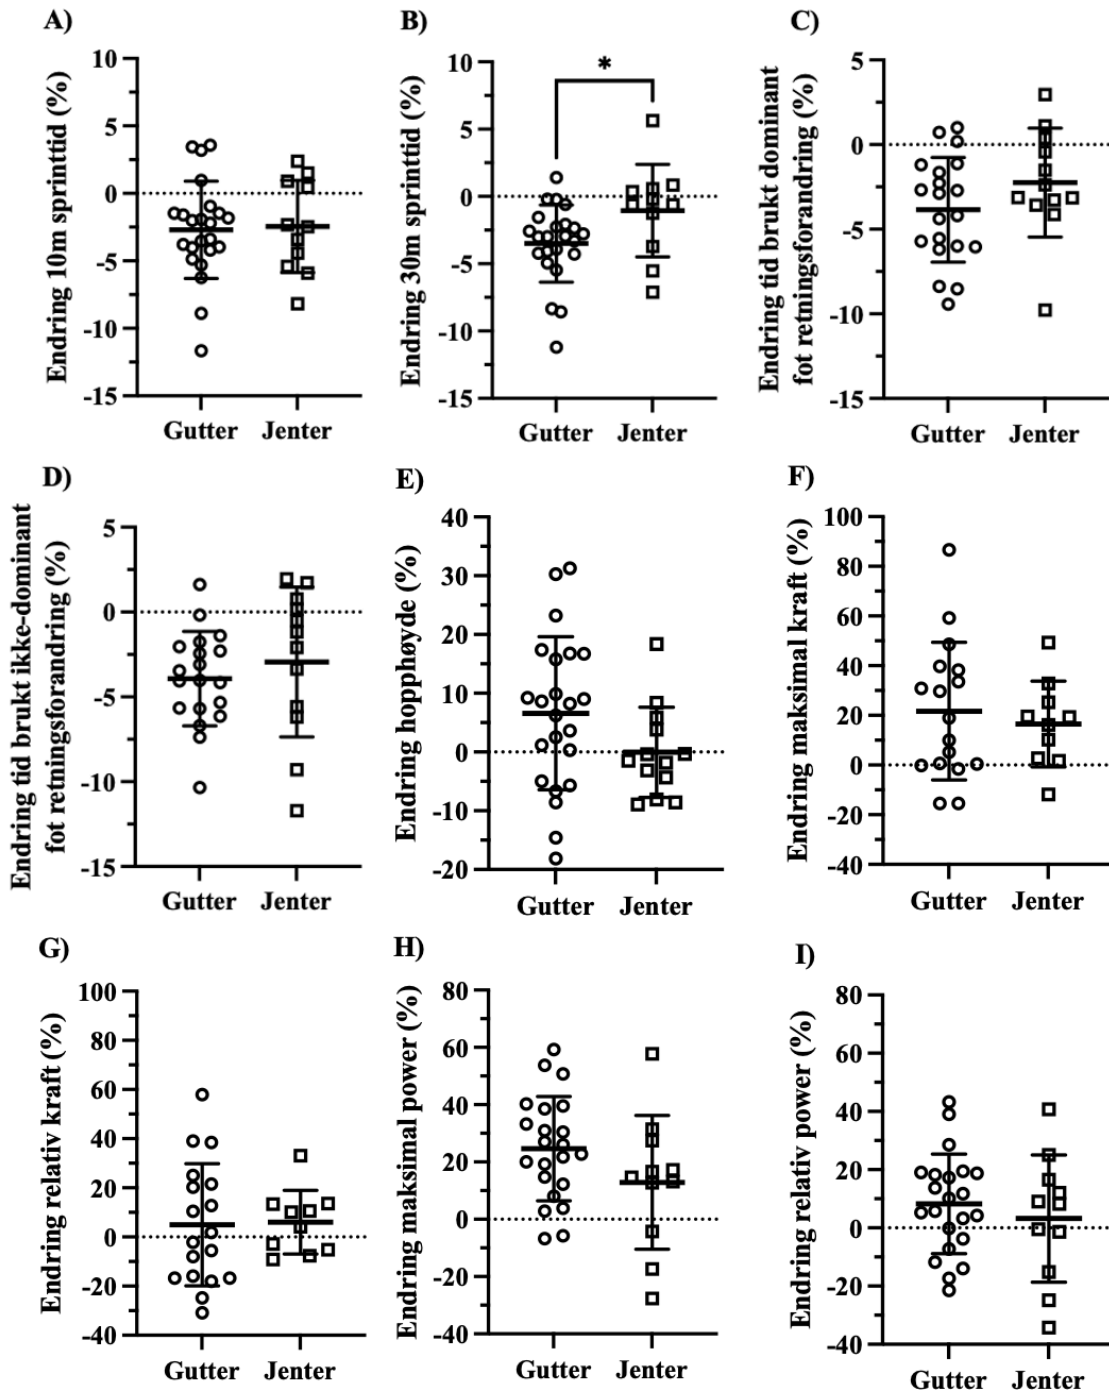 A)
Endring 10m sprinttid (%)
10
5
0
-5
-10
-15
Gutter Jenter
B)
Endring 30m sprinttid (%)
10
5
0
-5
-10
-15
*
Gutter Jenter
C)
Endring tid brukt dominant
fot retningsforandring (%)
5
0
-5
-10
-15
Gutter Jenter
D)
Endring tid brukt ikke-dominant
fot retningsforandring (%)
5
0
-5
-10
-15
Gutter Jenter
E)
Endring hopphøyde (%)
40
30
20
10
0
-10
-20
Gutter Jenter
F)
Endring maksimal kraft (%)
100
80
60
40
20
0
-20
-40
Gutter Jenter
G)
Endring relativ kraft (%)
100
80
60
40
20
0
-20
-40
Gutter Jenter
H)
Endring maksimal power (%)
80
60
40
20
0
-20
-40
Gutter Jenter
I)
Endring relativ power (%)
80
60
40
20
0
-20
-40
Gutter Jenter